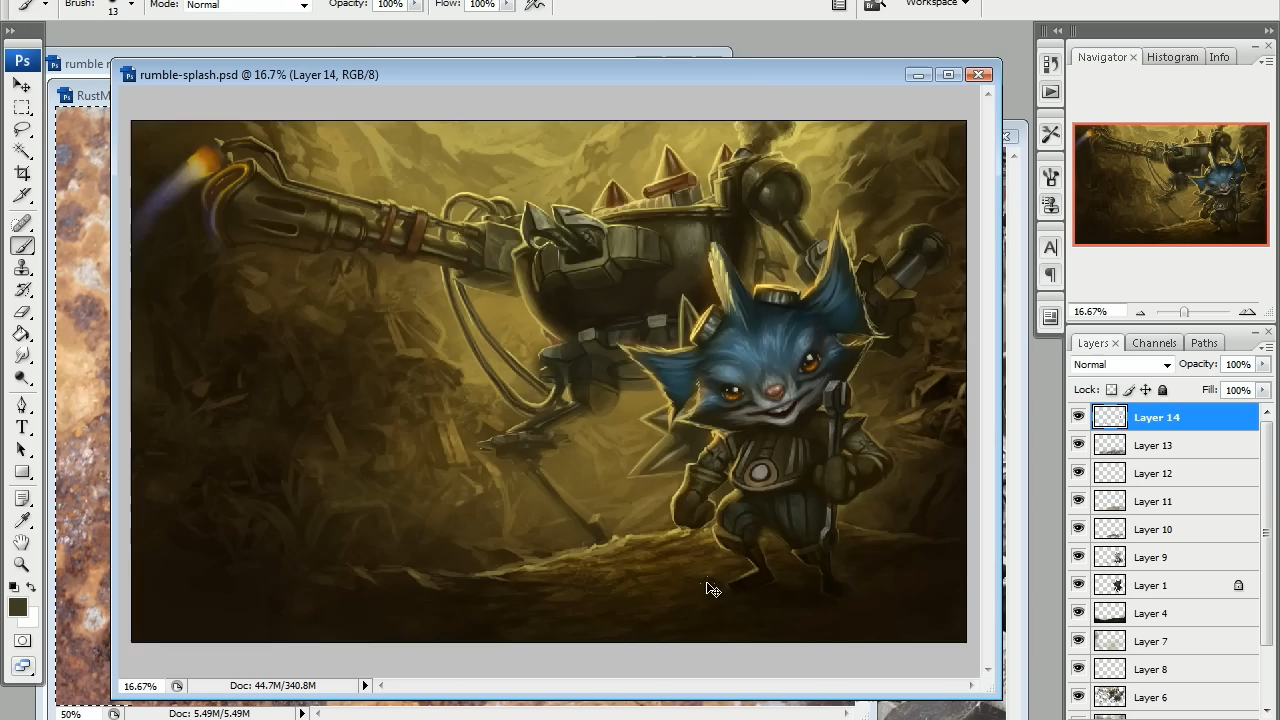 Brush: 13 Mode: Normal Opacity: 100% Flow: 100% Workspace
Ps
rumble r
rumble-splash.psd @ 16.7% (Layer 14, RGB/8)
RustM
Navigator Histogram Info
16.67%
Layers Channels Paths
Normal Opacity: 100%
Lock: Fill: 100%
Layer 14
Layer 13
Layer 12
Layer 11
Layer 10
Layer 9
Layer 1
Layer 4
Layer 7
Layer 8
Layer 6
16.67% Doc: 44.7M/340.8M
50% Doc: 5.49M/5.49M